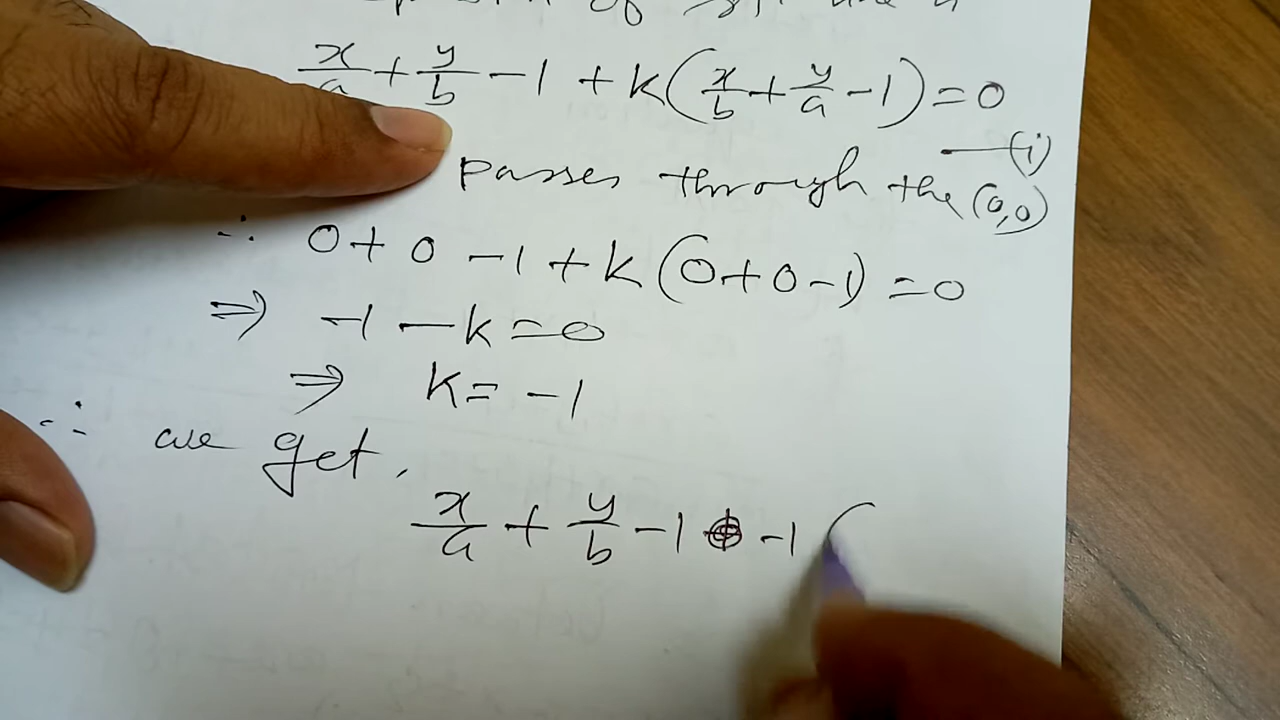 of
x/a + y/b - 1 + k(x/b + y/a - 1) = 0
—(i)
passes through the (0,0)
∴ 0 + 0 - 1 + k(0 + 0 - 1) = 0
⇒ -1 - k = 0
⇒ k = -1
∴ we get,
x/a + y/b - 1 - 1(